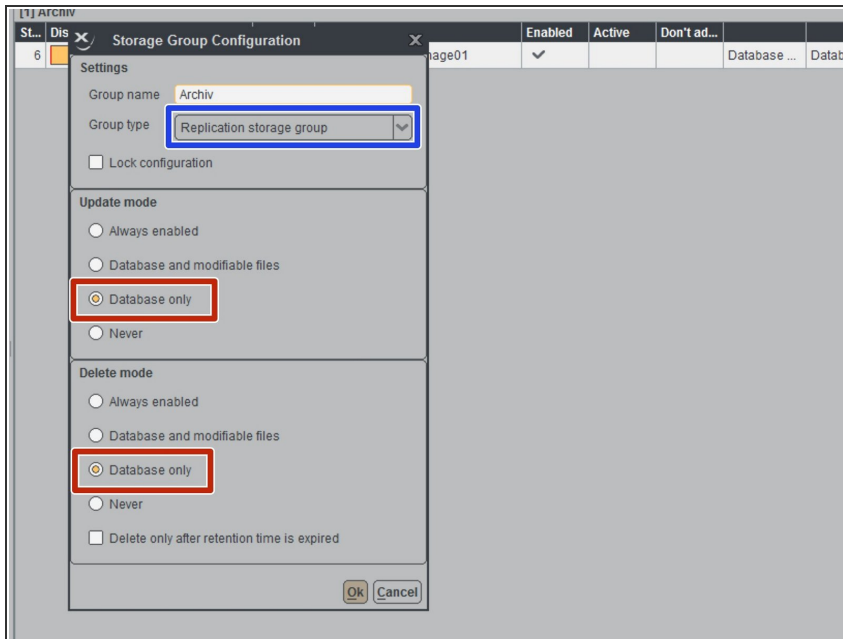 [1] Archiv
St... Dis Enabled Active Don't ad...
6 nage01 Database ... Datab
Storage Group Configuration
Settings
Group name Archiv
Group type Replication storage group
Lock configuration
Update mode
Always enabled
Database and modifiable files
Database only
Never
Delete mode
Always enabled
Database and modifiable files
Database only
Never
Delete only after retention time is expired
Ok Cancel